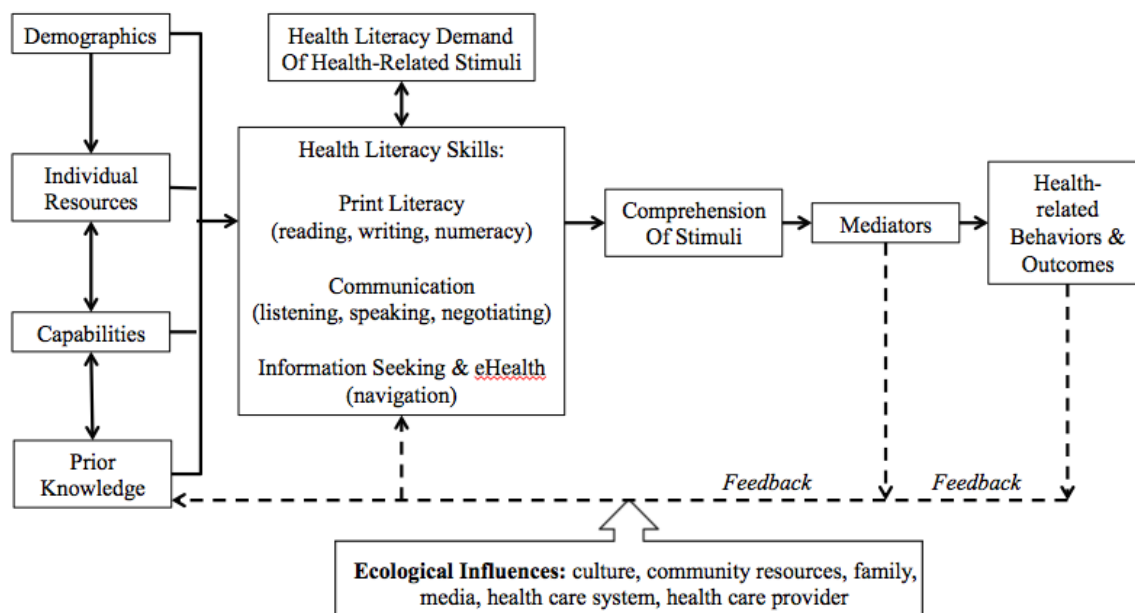 Demographics
Health Literacy Demand
Of Health-Related Stimuli
Individual
Resources
Capabilities
Prior
Knowledge
Health Literacy Skills:
Print Literacy
(reading, writing, numeracy)
Communication
(listening, speaking, negotiating)
Information Seeking & eHealth
(navigation)
Comprehension
Of Stimuli
Mediators
Health-
related
Behaviors &
Outcomes
Feedback
Feedback
Ecological Influences: culture, community resources, family,
media, health care system, health care provider